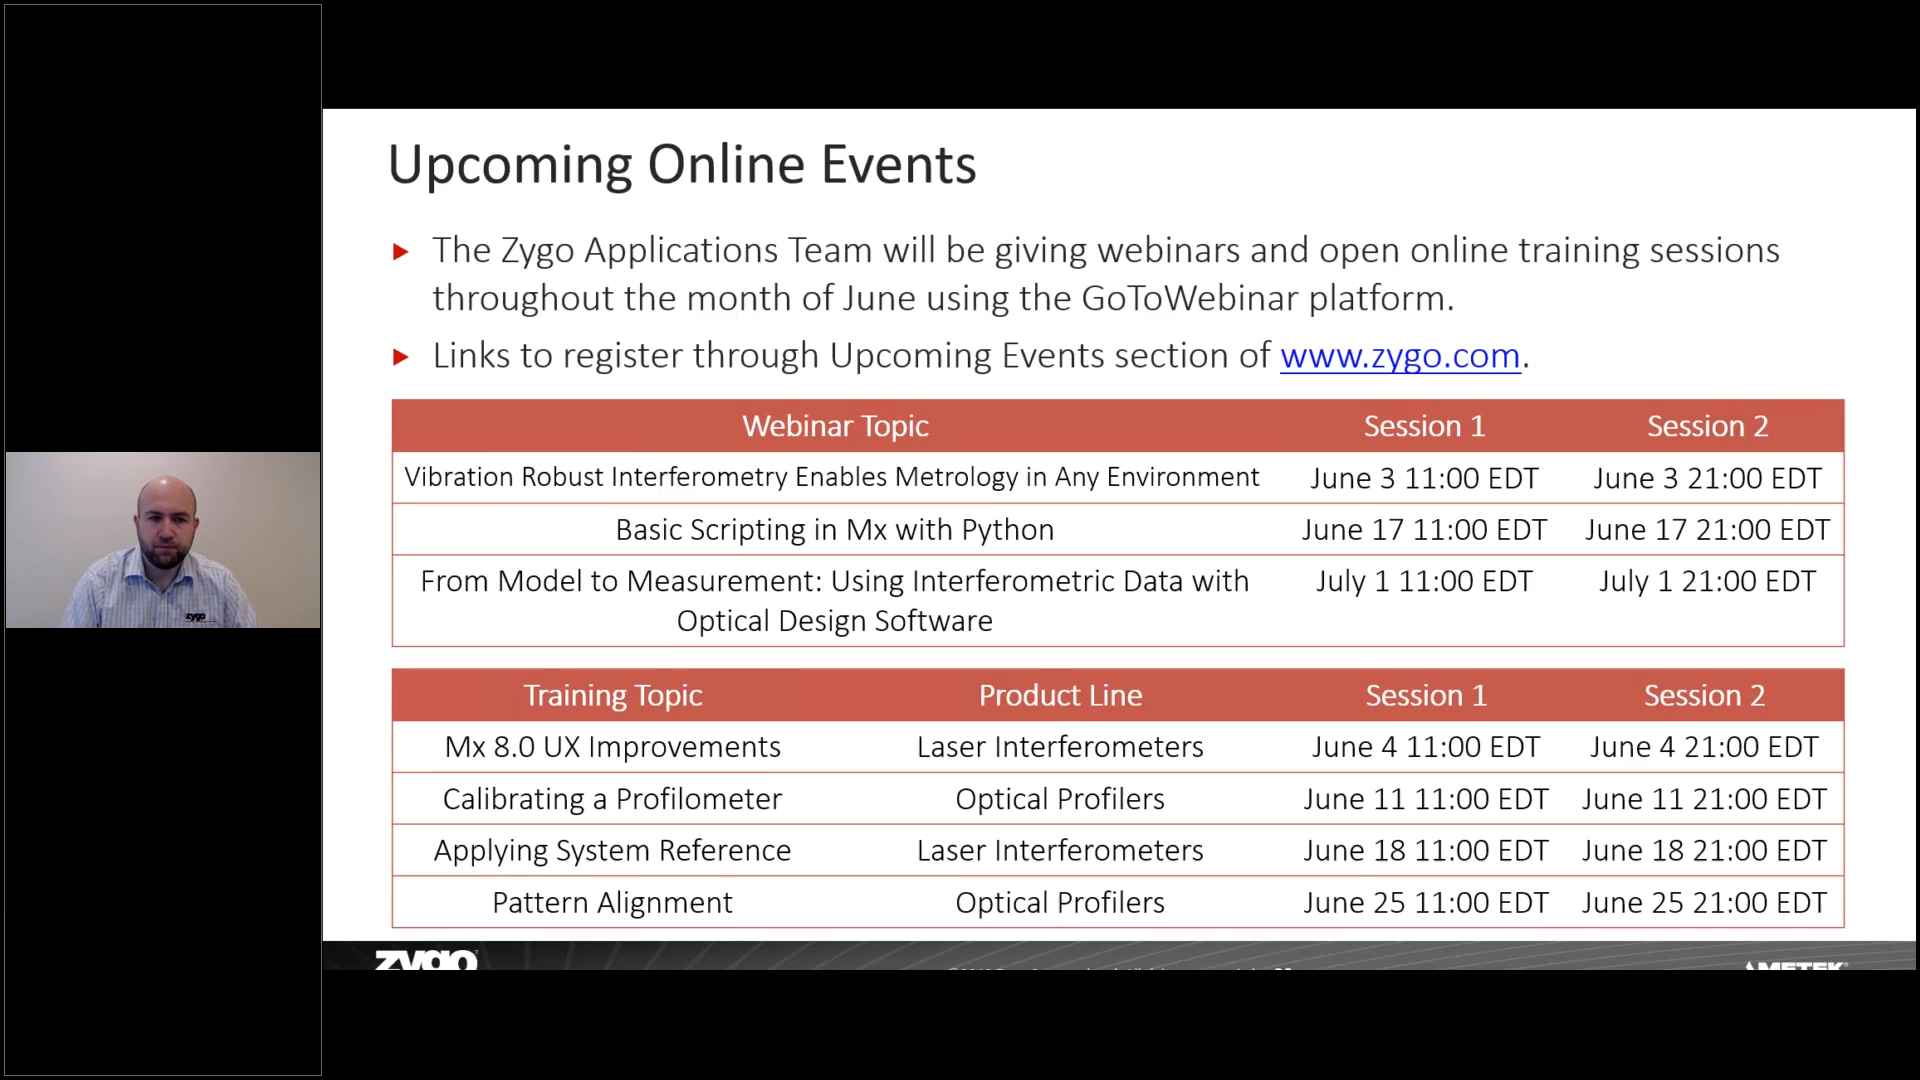 Upcoming Online Events
The Zygo Applications Team will be giving webinars and open online training sessions
throughout the month of June using the GoToWebinar platform.
Links to register through Upcoming Events section of www.zygo.com.
Webinar Topic Session 1 Session 2
Vibration Robust Interferometry Enables Metrology in Any Environment June 3 11:00 EDT June 3 21:00 EDT
Basic Scripting in Mx with Python June 17 11:00 EDT June 17 21:00 EDT
From Model to Measurement: Using Interferometric Data with July 1 11:00 EDT July 1 21:00 EDT
Optical Design Software
Training Topic Product Line Session 1 Session 2
Mx 8.0 UX Improvements Laser Interferometers June 4 11:00 EDT June 4 21:00 EDT
Calibrating a Profilometer Optical Profilers June 11 11:00 EDT June 11 21:00 EDT
Applying System Reference Laser Interferometers June 18 11:00 EDT June 18 21:00 EDT
Pattern Alignment Optical Profilers June 25 11:00 EDT June 25 21:00 EDT
zygo
zygo AMETEK